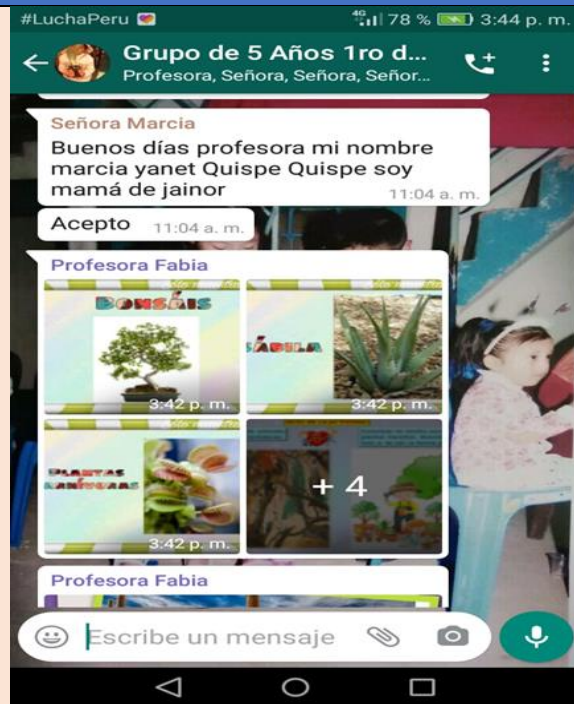 #LuchaPeru
4G 78 % 3:44 p. m.
Grupo de 5 Años 1ro d...
Profesora, Señora, Señora, Señor...
Señora Marcia
Buenos días profesora mi nombre
marcia yanet Quispe Quispe soy
mamá de jainor
11:04 a. m.
Acepto 11:04 a. m.
Profesora Fabia
BONSÁIS
3:42 p. m.
SÁBILA
3:42 p. m.
PLANTAS
CARNÍVORAS
3:42 p. m.
+ 4
Profesora Fabia
Escribe un mensaje